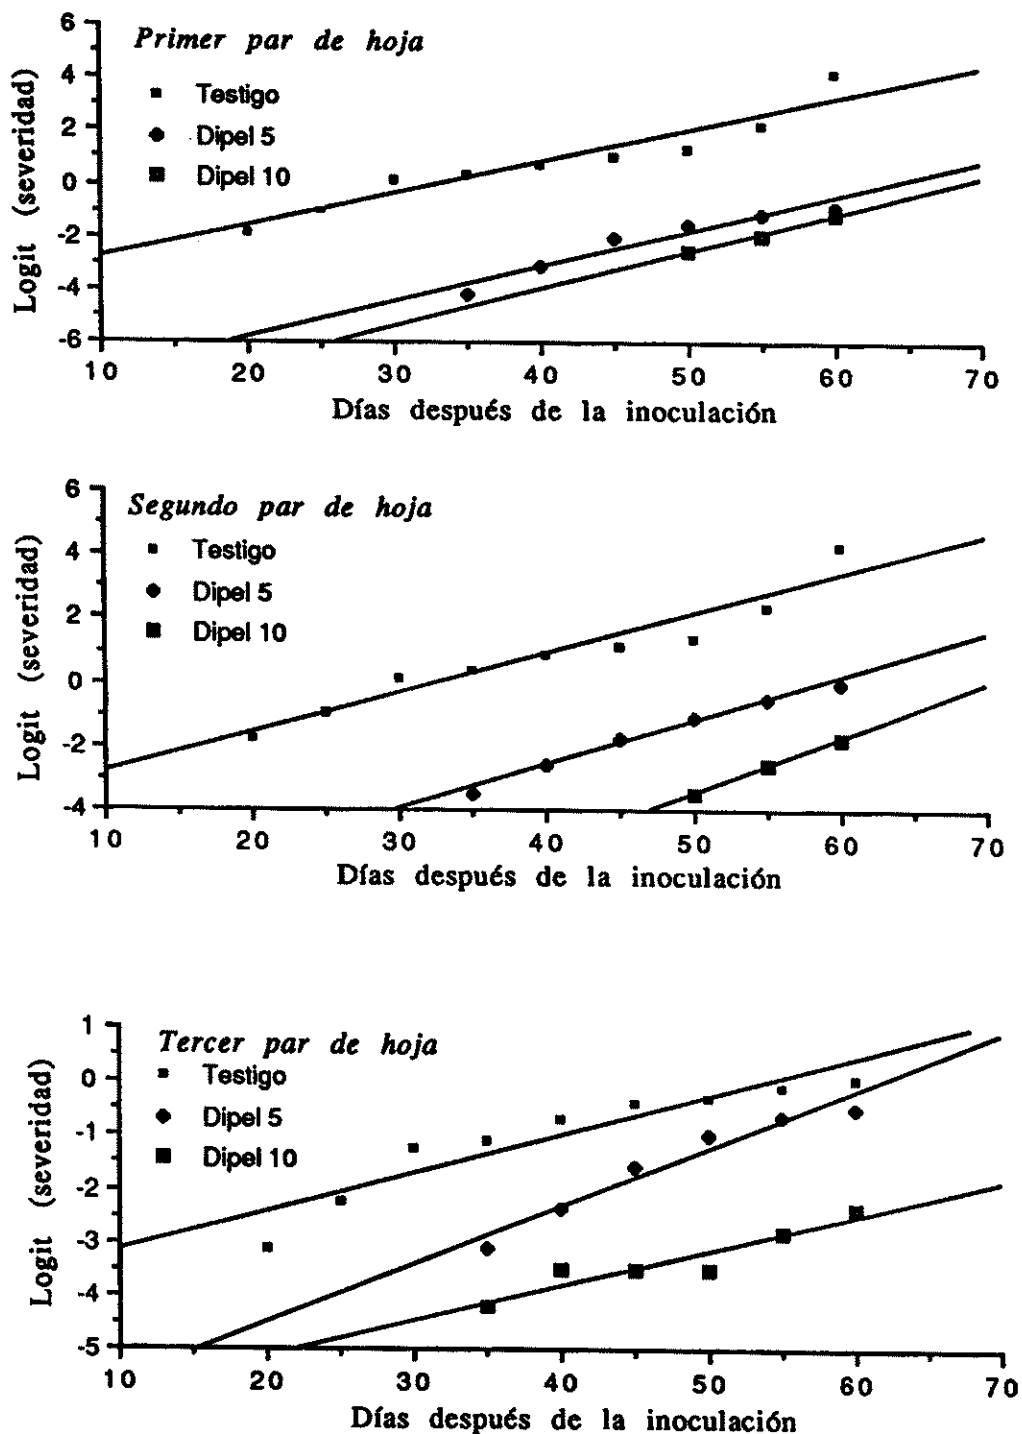 Primer par de hoja
Testigo
Dipel 5
Dipel 10
Logit (severidad)
6
4
2
0
-2
-4
-6
10 20 30 40 50 60 70
Días después de la inoculación
Segundo par de hoja
Testigo
Dipel 5
Dipel 10
Logit (severidad)
6
4
2
0
-2
-4
10 20 30 40 50 60 70
Días después de la inoculación
Tercer par de hoja
Testigo
Dipel 5
Dipel 10
Logit (severidad)
1
0
-1
-2
-3
-4
-5
10 20 30 40 50 60 70
Días después de la inoculación